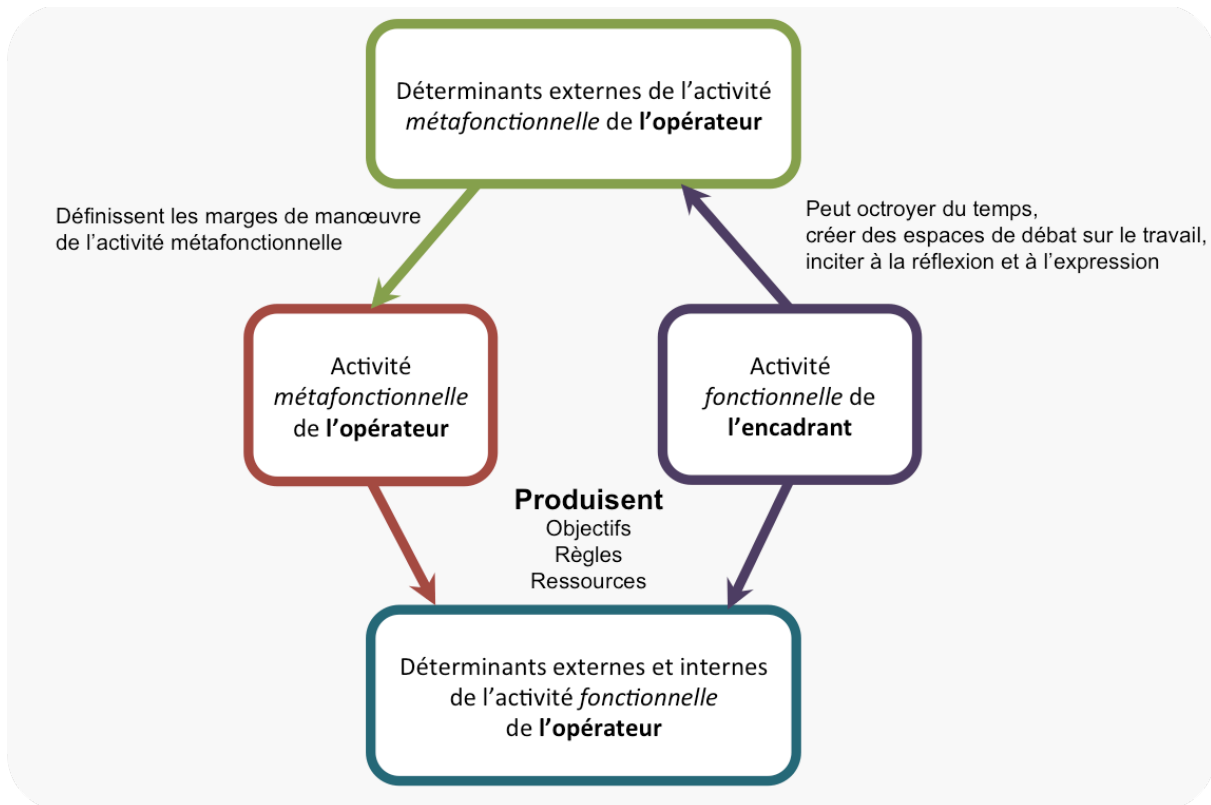 Déterminants externes de l’activité
métafonctionnelle de l’opérateur
Définissent les marges de manœuvre
de l’activité métafonctionnelle
Peut octroyer du temps,
créer des espaces de débat sur le travail,
inciter à la réflexion et à l’expression
Activité
métafonctionnelle
de l’opérateur
Activité
fonctionnelle de
l’encadrant
Produisent
Objectifs
Règles
Ressources
Déterminants externes et internes
de l’activité fonctionnelle
de l’opérateur